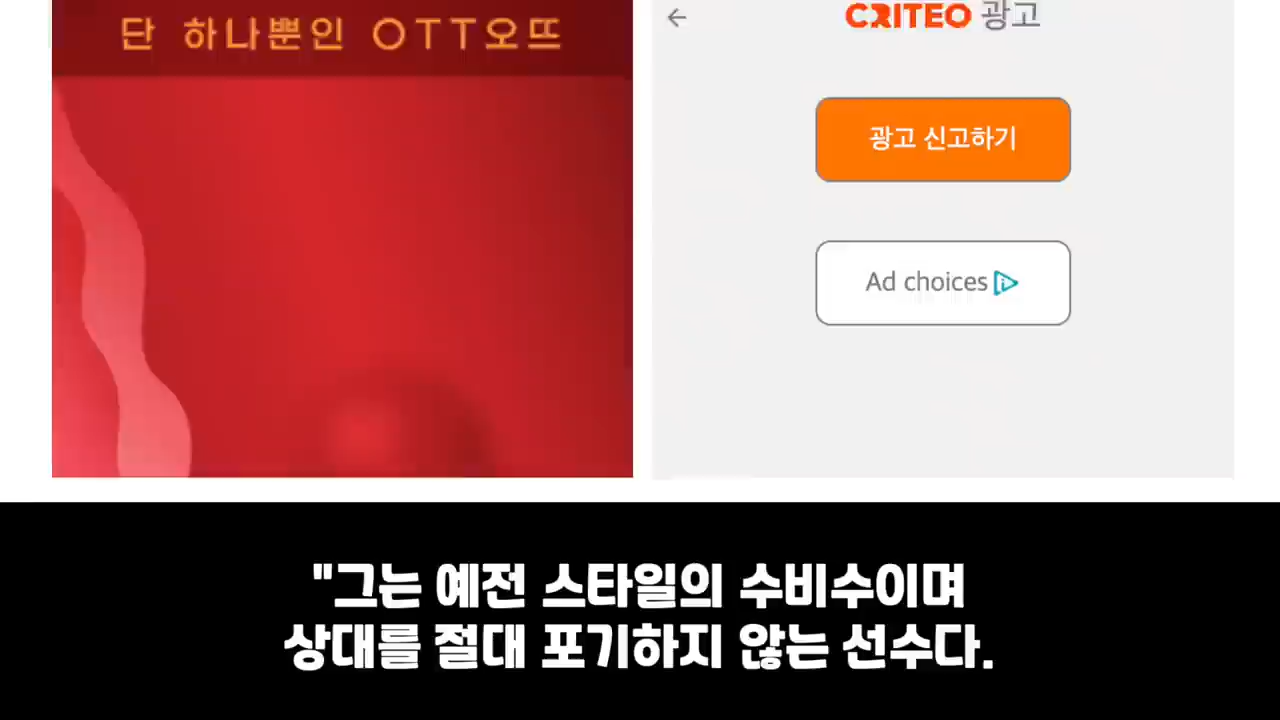 단 하나뿐인 OTT오뜨
CRITEO 광고
광고 신고하기
Ad choices
"그는 예전 스타일의 수비수이며
상대를 절대 포기하지 않는 선수다.